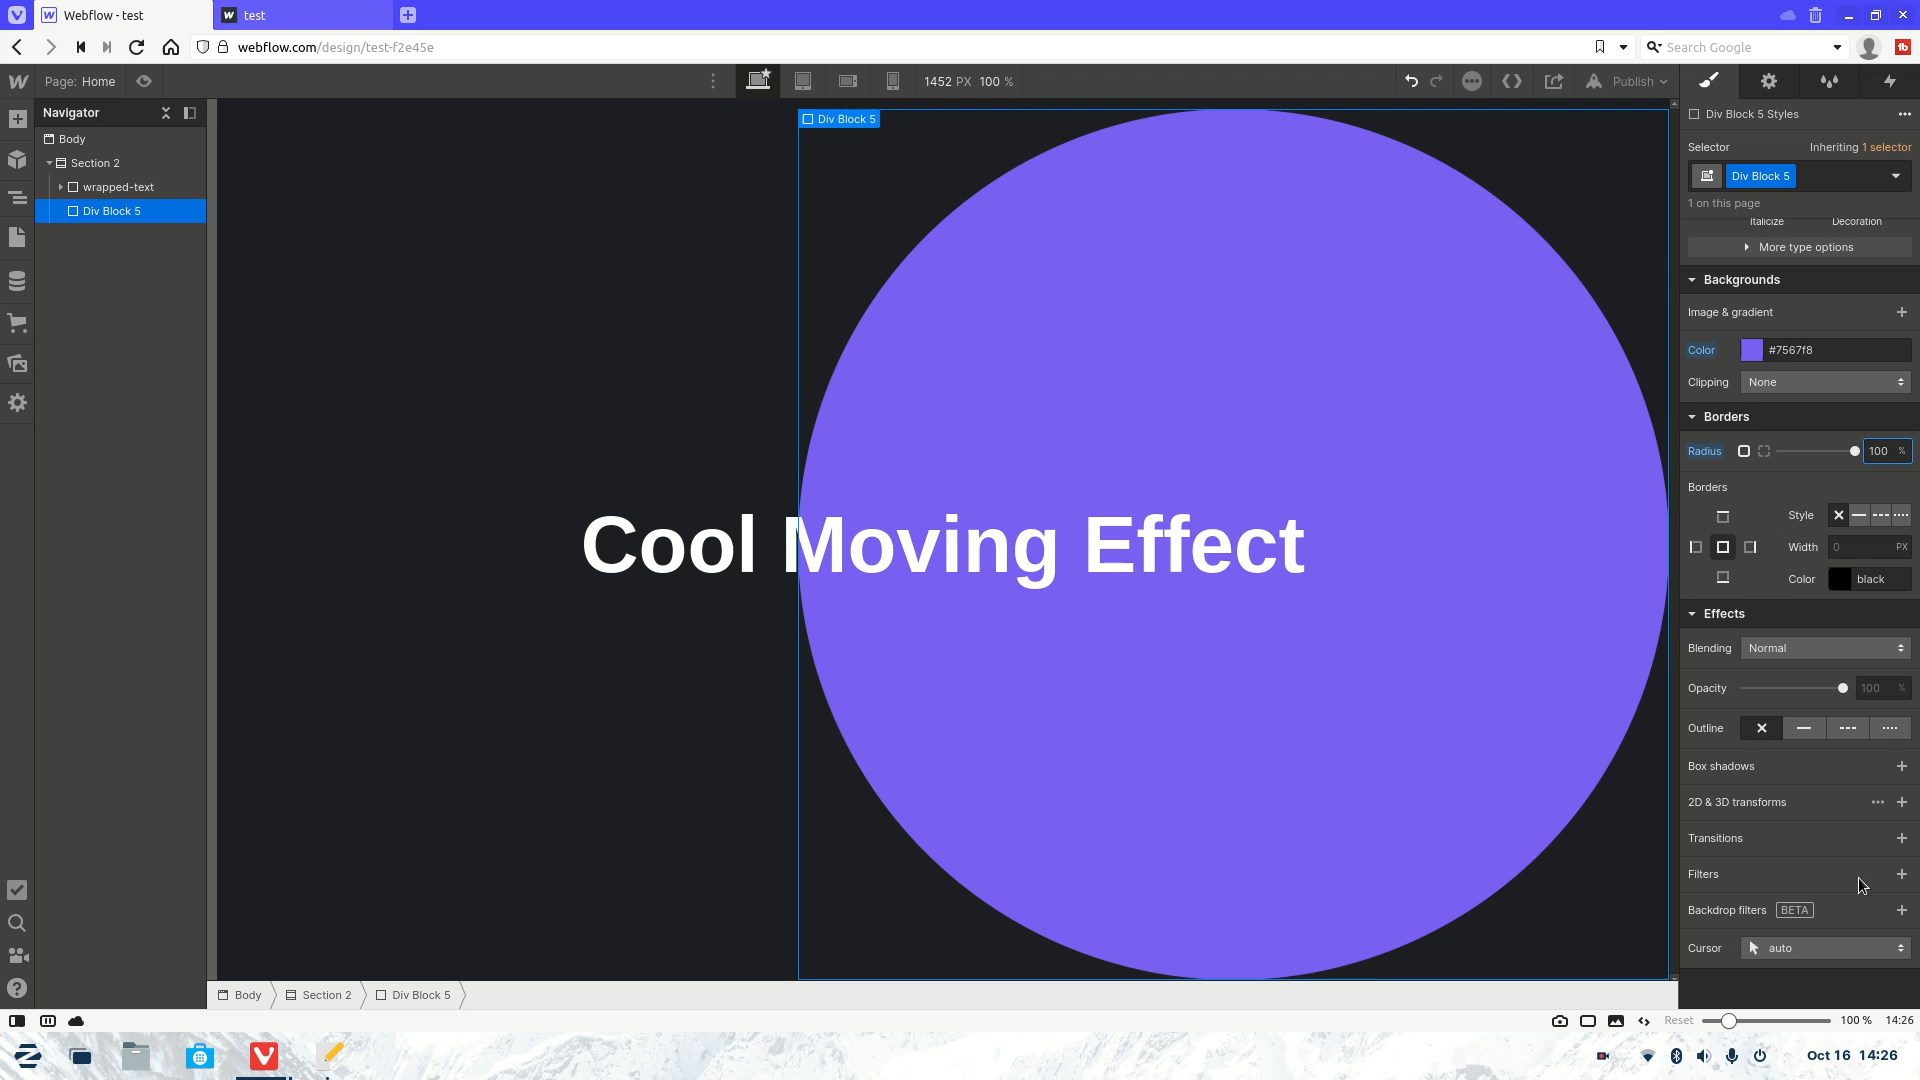 Webflow - test
test
webflow.com/design/test-f2e45e
Search Google
Page: Home
1452 PX 100 %
Publish
Navigator
Body
Section 2
wrapped-text
Div Block 5
Div Block 5
Cool Moving Effect
Div Block 5 Styles
Selector
Inheriting 1 selector
Div Block 5
1 on this page
Italicize
Decoration
More type options
Backgrounds
Image & gradient
Color
#7567f8
Clipping
None
Borders
Radius
100 %
Borders
Style
Width
0 PX
Color
black
Effects
Blending
Normal
Opacity
100 %
Outline
Box shadows
2D & 3D transforms
Transitions
Filters
Backdrop filters BETA
Cursor
auto
Body
Section 2
Div Block 5
Reset
100 %
14:26
Oct 16 14:26